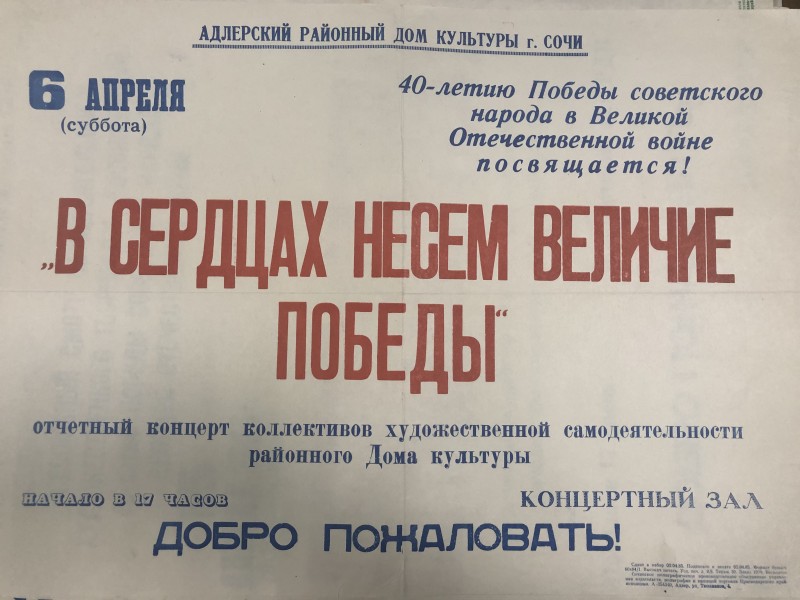 АДЛЕРСКИЙ РАЙОННЫЙ ДОМ КУЛЬТУРЫ г. СОЧИ
6 АПРЕЛЯ
(суббота)
40-летию Победы советского
народа в Великой
Отечественной войне
посвящается!
„В СЕРДЦАХ НЕСЕМ ВЕЛИЧИЕ
ПОБЕДЫ“
отчетный концерт коллективов художественной самодеятельности
районного Дома культуры
НАЧАЛО В 17 ЧАСОВ
КОНЦЕРТНЫЙ ЗАЛ
ДОБРО ПОЖАЛОВАТЬ!